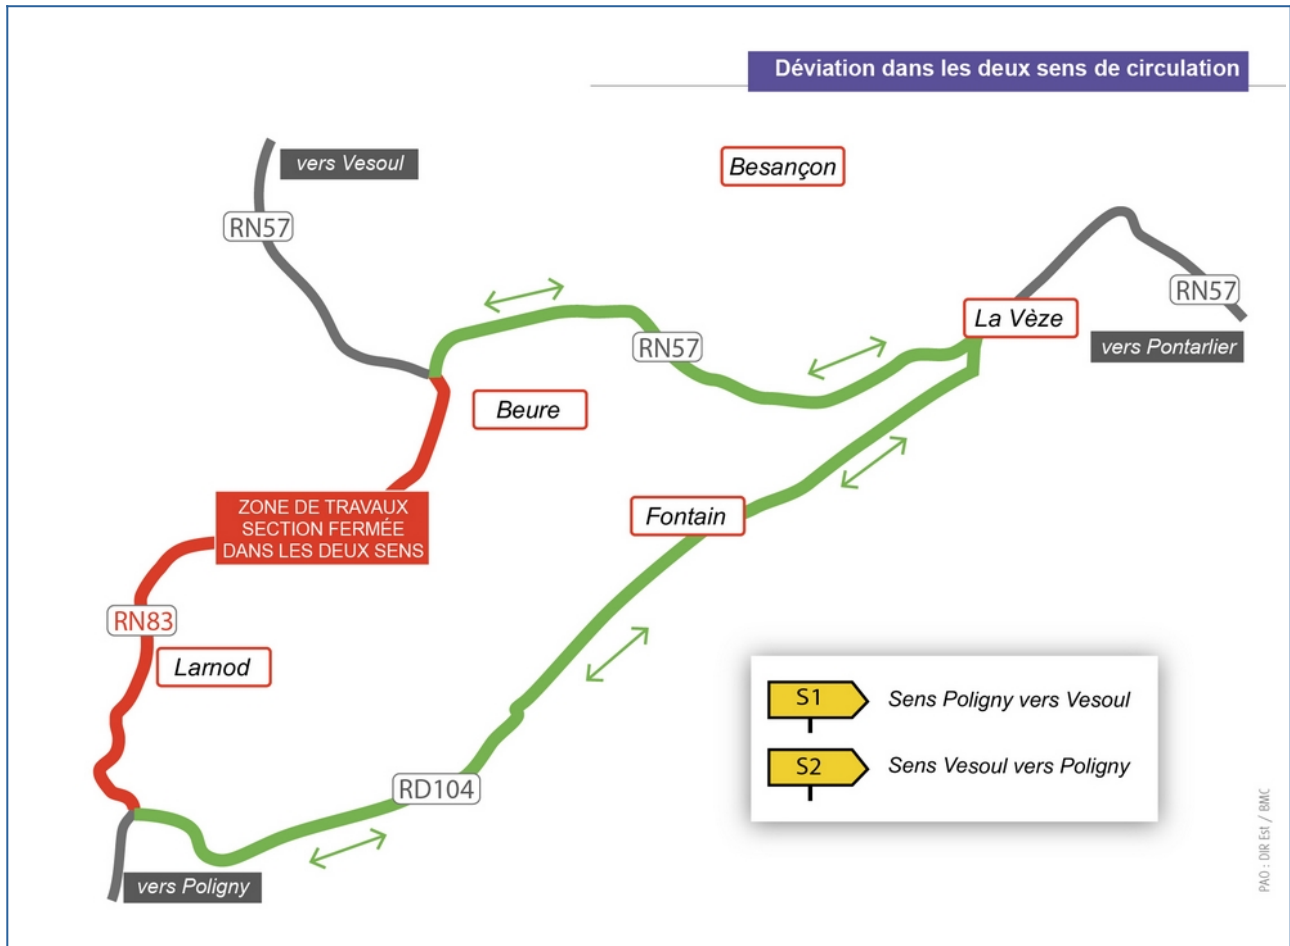 Déviation dans les deux sens de circulation
vers Vesoul
Besançon
RN57
RN57
La Vèze
RN57
vers Pontarlier
Beure
ZONE DE TRAVAUX
SECTION FERMÉE
DANS LES DEUX SENS
Fontain
RN83
Larnod
S1 Sens Poligny vers Vesoul
S2 Sens Vesoul vers Poligny
RD104
vers Poligny
PAO : DIR Est / BMC